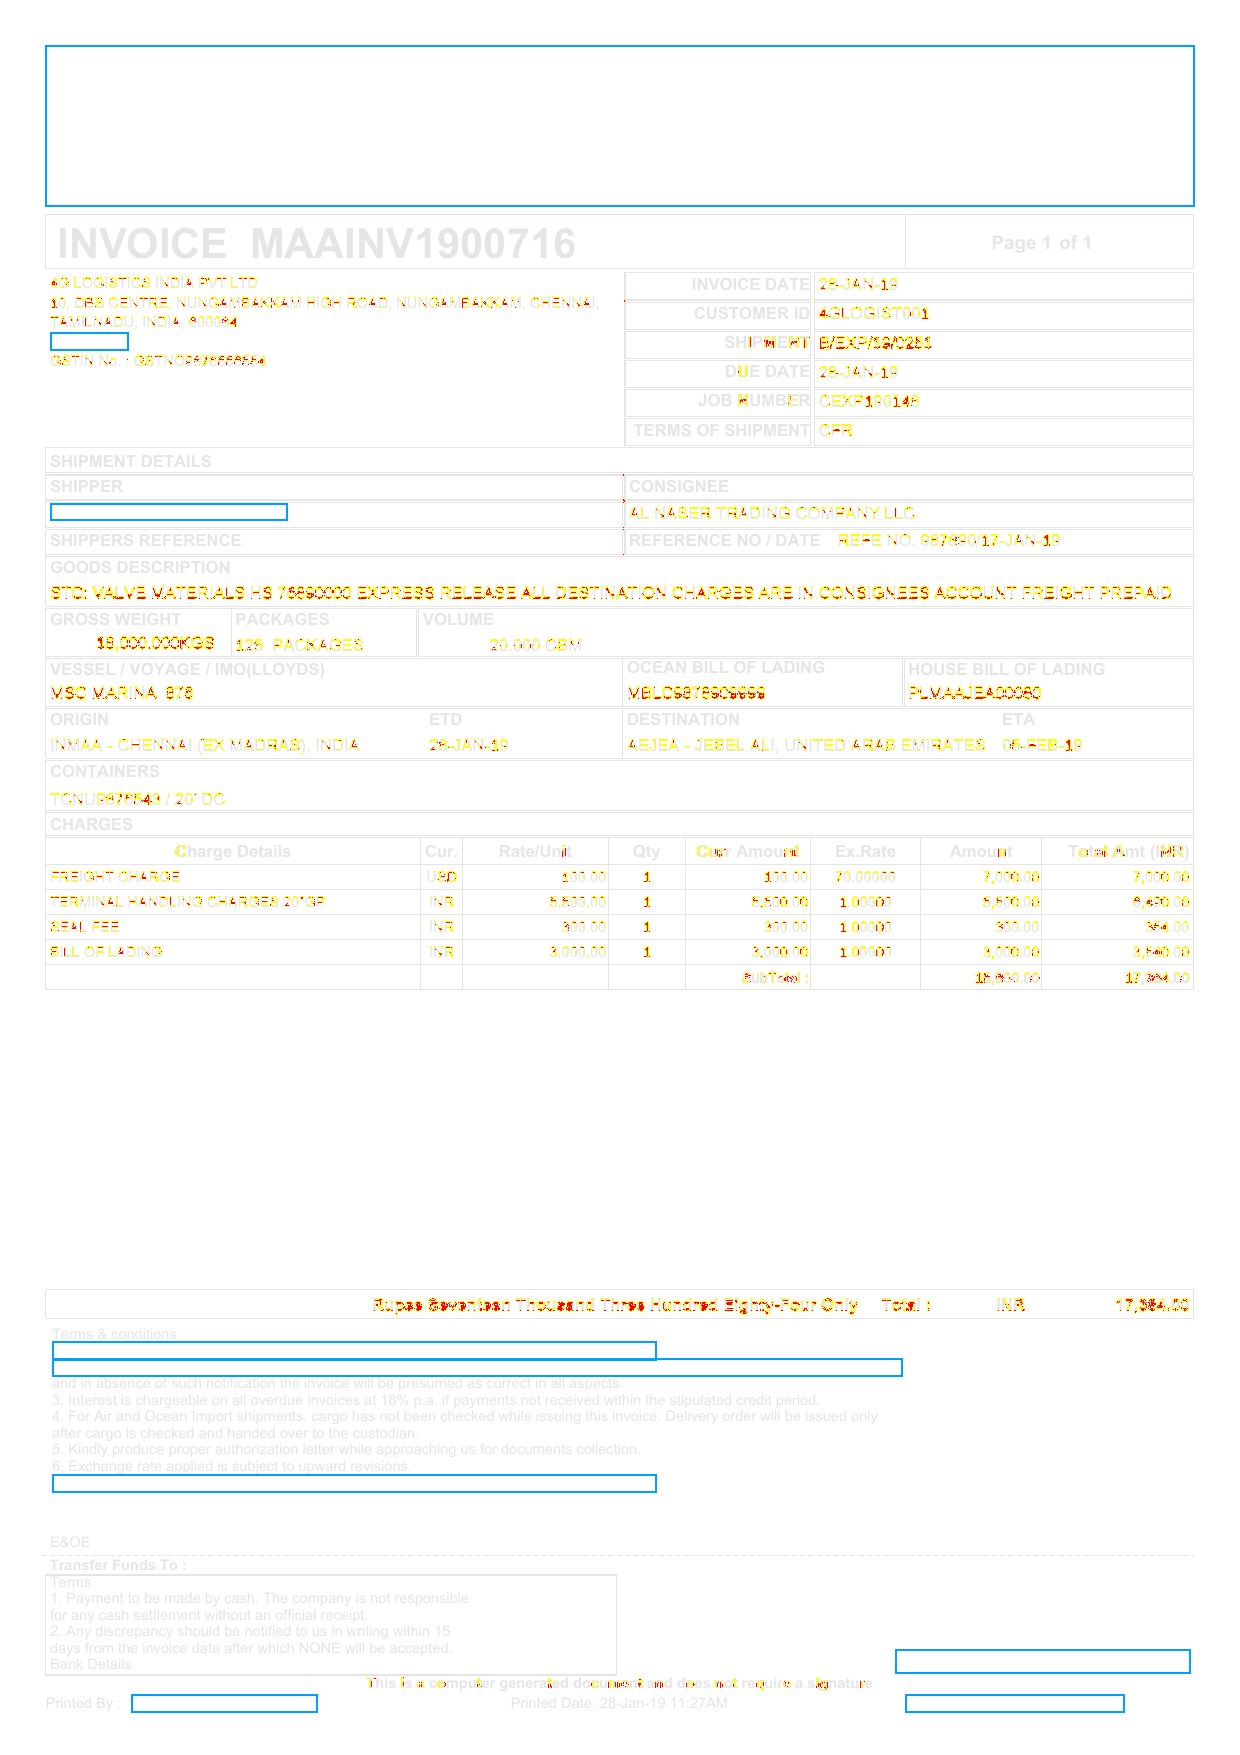 INVOICE MAAINV1900716
Page 1 of 1
4G LOGISTICS INDIA PVT LTD
10, DBS CENTRE, NUNGAMBAKKAM HIGH ROAD, NUNGAMBAKKAM, CHENNAI,
TAMILNADU, INDIA, 600064
GSTIN No. : GSTNO9676666554
INVOICE DATE 28-JAN-19
CUSTOMER ID 4GLOGIST001
SHIPMENT B/EXP/19/0251
DUE DATE 28-JAN-19
JOB NUMBER CEXP190148
TERMS OF SHIPMENT CFR
SHIPMENT DETAILS
SHIPPER CONSIGNEE
AL NASER TRADING COMPANY LLC
SHIPPERS REFERENCE REFERENCE NO / DATE REFE NO. 987890/17-JAN-19
GOODS DESCRIPTION
STC: VALVE MATERIALS HS 75890000 EXPRESS RELEASE ALL DESTINATION CHARGES ARE IN CONSIGNEES ACCOUNT FREIGHT PREPAID
GROSS WEIGHT PACKAGES VOLUME
18,000.000KGS 125 PACKAGES 20.000 CBM
VESSEL / VOYAGE / IMO(LLOYDS) OCEAN BILL OF LADING HOUSE BILL OF LADING
MSC MARINA 876 MBLC9878909999 PLMAAJEA00060
ORIGIN ETD DESTINATION ETA
INMAA - CHENNAI (EX MADRAS), INDIA 28-JAN-19 AEJEA - JEBEL ALI, UNITED ARAB EMIRATES 05-FEB-19
CONTAINERS
TCNU9876543 / 20' DC
CHARGES
Charge Details Cur. Rate/Unit Qty Curr Amount Ex.Rate Amount Total Amt (INR)
FREIGHT CHARGE USD 100.00 1 100.00 70.00000 7,000.00 7,000.00
TERMINAL HANDLING CHARGES 20'GP INR 5,500.00 1 5,500.00 1.00000 5,500.00 6,490.00
SEAL FEE INR 300.00 1 300.00 1.00000 300.00 354.00
BILL OF LADING INR 3,000.00 1 3,000.00 1.00000 3,000.00 3,540.00
SubTotal : 15,800.00 17,384.00
Rupee Seventeen Thousand Three Hundred Eighty-Four Only Total : INR 17,384.00
Terms & conditions
and in absence of such notification the invoice will be presumed as correct in all aspects.
3. Interest is chargeable on all overdue invoices at 18% p.a. if payments not received within the stipulated credit period.
4. For Air and Ocean Import shipments, cargo has not been checked while issuing this invoice. Delivery order will be issued only
after cargo is checked and handed over to the custodian.
5. Kindly produce proper authorization letter while approaching us for documents collection.
6. Exchange rate applied is subject to upward revisions.
E&OE
Transfer Funds To :
Terms
1. Payment to be made by cash. The company is not responsible
for any cash settlement without an official receipt.
2. Any discrepancy should be notified to us in writing within 15
days from the invoice date after which NONE will be accepted.
Bank Details
This is a computer generated document and does not require a signature
Printed By : Printed Date :28-Jan-19 11:27AM